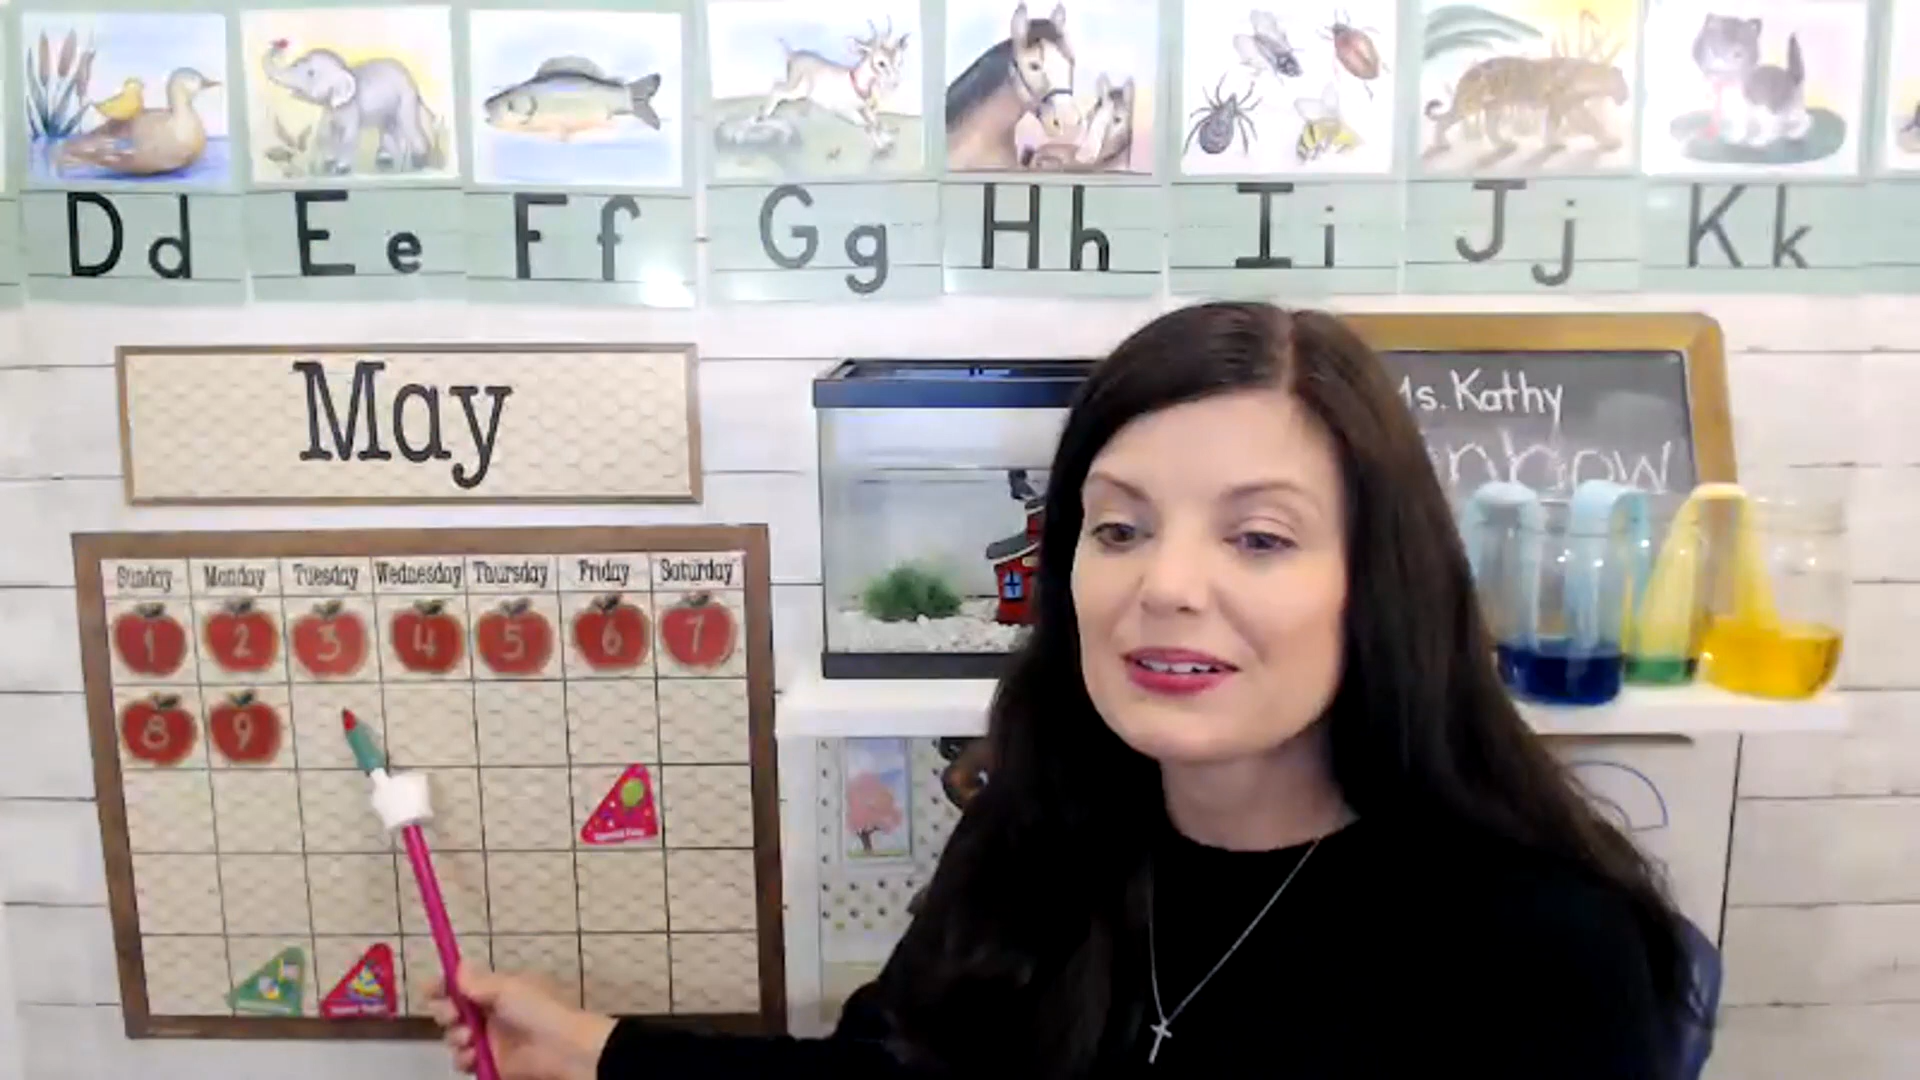 Dd Ee Ff Gg Hh Ii Jj Kk
May
Ms. Kathy
Sunday Monday Tuesday Wednesday Thursday Friday Saturday
1 2 3 4 5 6 7
8 9